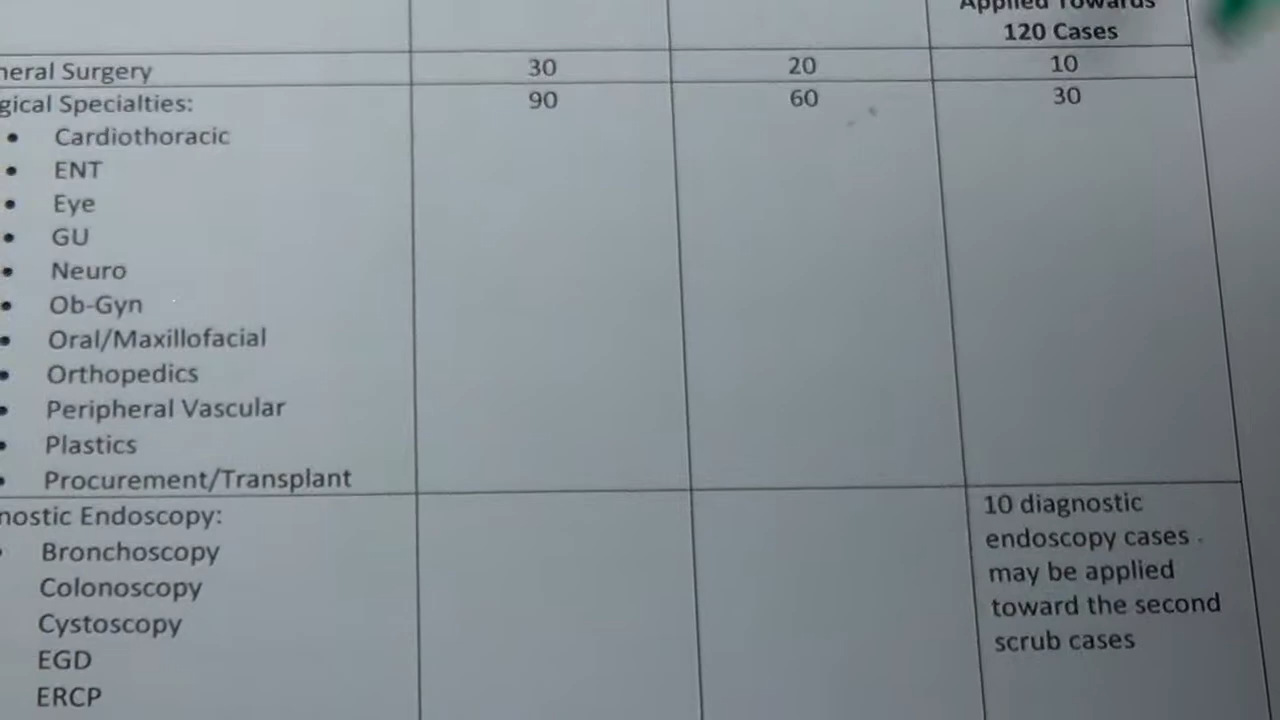 Applied Towards
120 Cases
neral Surgery 30 20 10
gical Specialties: 90 60 30
• Cardiothoracic
• ENT
• Eye
• GU
• Neuro
• Ob-Gyn
• Oral/Maxillofacial
• Orthopedics
• Peripheral Vascular
• Plastics
• Procurement/Transplant
nostic Endoscopy:
Bronchoscopy
Colonoscopy
Cystoscopy
EGD
ERCP
10 diagnostic
endoscopy cases
may be applied
toward the second
scrub cases